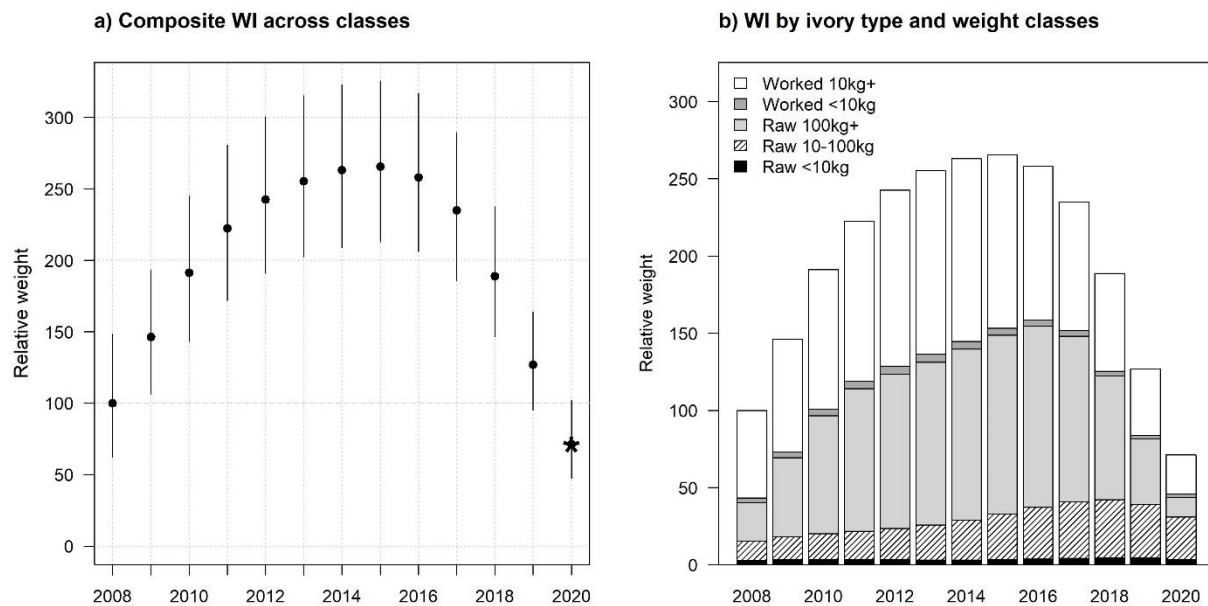 a) Composite WI across classes
Relative weight
300
250
200
150
100
50
0
2008 2010 2012 2014 2016 2018 2020
b) WI by ivory type and weight classes
Relative weight
300
250
200
150
100
50
0
Worked 10kg+
Worked <10kg
Raw 100kg+
Raw 10-100kg
Raw <10kg
2008 2010 2012 2014 2016 2018 2020